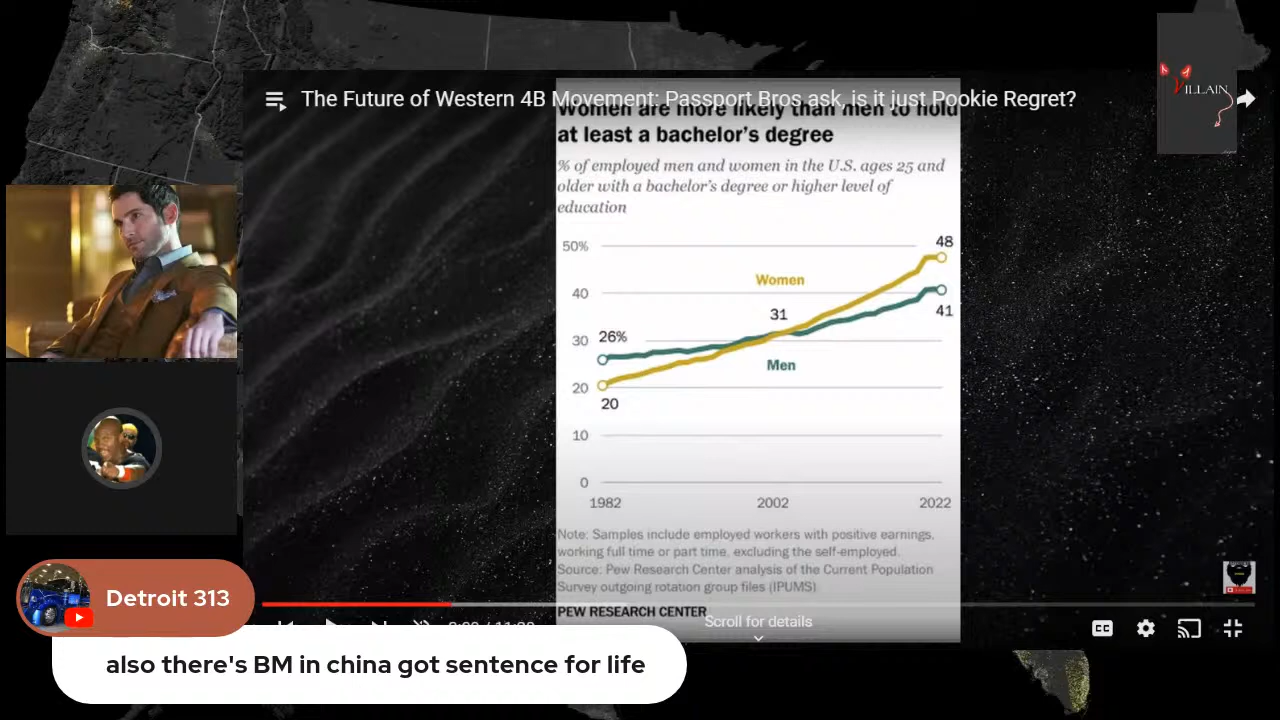 The Future of Western 4B Movement: Passport Bros ask, is it just Pookie Regret?
VILLAIN
Women are more likely than men to hold
at least a bachelor's degree
% of employed men and women in the U.S. ages 25 and
older with a bachelor's degree or higher level of
education
50%
48
Women
40
31
41
26%
30
Men
20
20
10
0
1982
2002
2022
Note: Samples include employed workers with positive earnings,
working full time or part time, excluding the self-employed.
Source: Pew Research Center analysis of the Current Population
Survey outgoing rotation group files (IPUMS)
PEW RESEARCH CENTER
Scroll for details
CC
Detroit 313
also there's BM in china got sentence for life